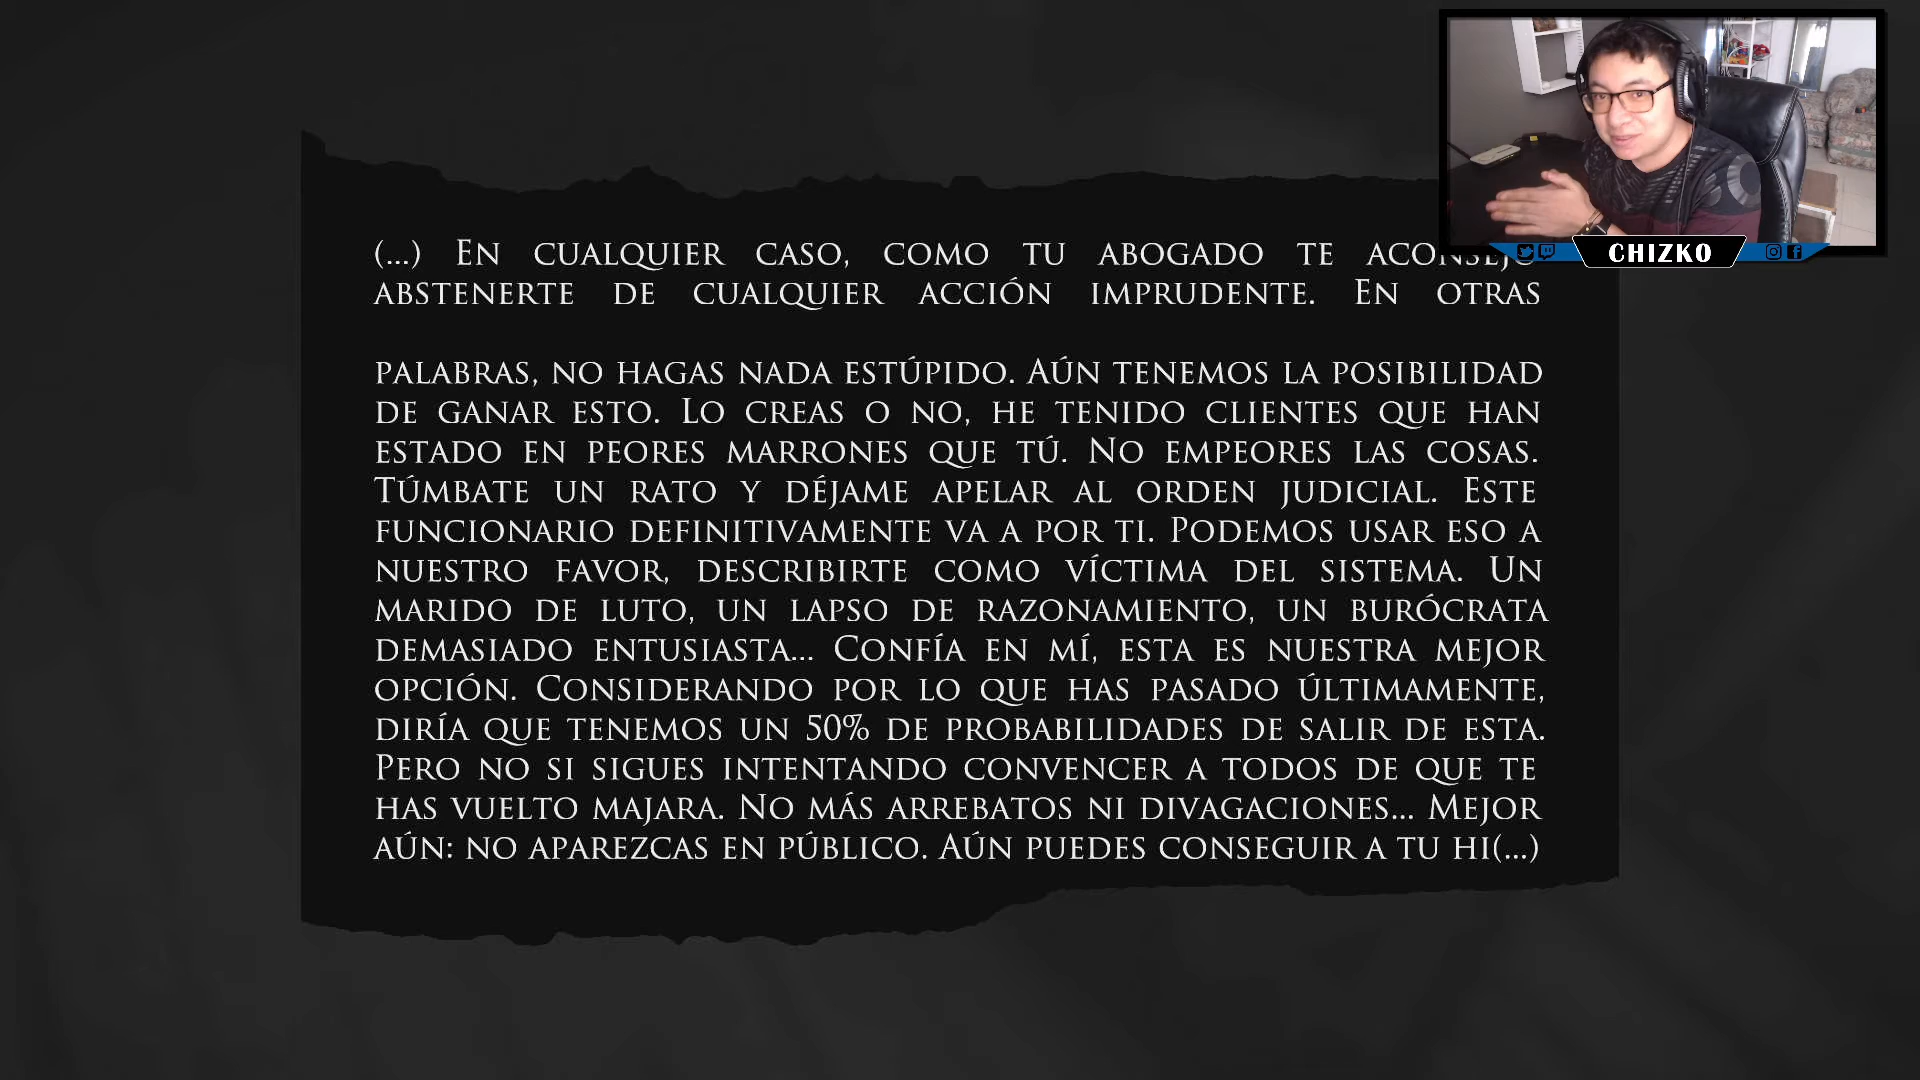 (...) En cualquier caso, como tu abogado te aconsejo
abstenerte de cualquier acción imprudente. En otras
palabras, no hagas nada estúpido. Aún tenemos la posibilidad
de ganar esto. Lo creas o no, he tenido clientes que han
estado en peores marrones que tú. No empeores las cosas.
Túmbate un rato y déjame apelar al orden judicial. Este
funcionario definitivamente va a por ti. Podemos usar eso a
nuestro favor, describirte como víctima del sistema. Un
marido de luto, un lapso de razonamiento, un burócrata
demasiado entusiasta... Confía en mí, esta es nuestra mejor
opción. Considerando por lo que has pasado últimamente,
diría que tenemos un 50% de probabilidades de salir de esta.
Pero no si sigues intentando convencer a todos de que te
has vuelto majara. No más arrebatos ni divagaciones... Mejor
aún: no aparezcas en público. Aún puedes conseguir a tu hi(...)
CHIZKO